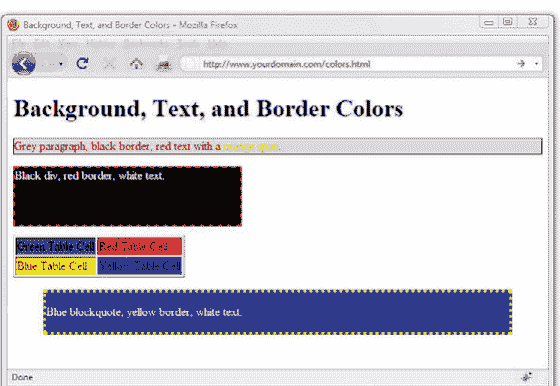 Background, Text, and Border Colors - Mozilla Firefox
http://www.yourdomain.com/colors.html
Background, Text, and Border Colors
Grey paragraph, black border, red text with a orange span.
Black div, red border, white text.
Green Table Cell Red Table Cell
Blue Table Cell Yellow Table Cell
Blue blockquote, yellow border, white text.
Done